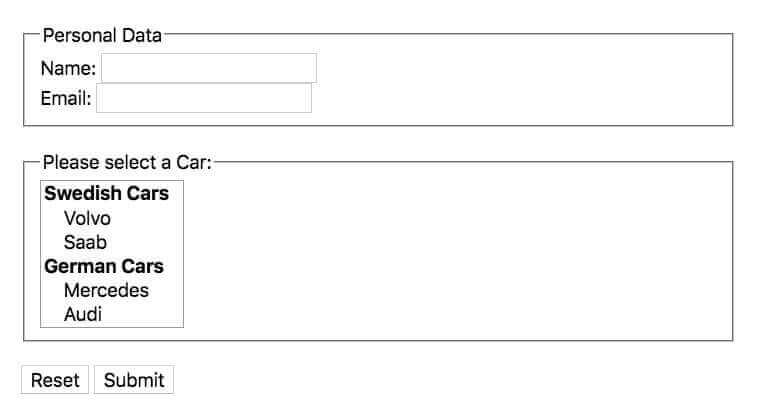 Personal Data
Name:
Email:
Please select a Car:
Swedish Cars
Volvo
Saab
German Cars
Mercedes
Audi
Reset Submit